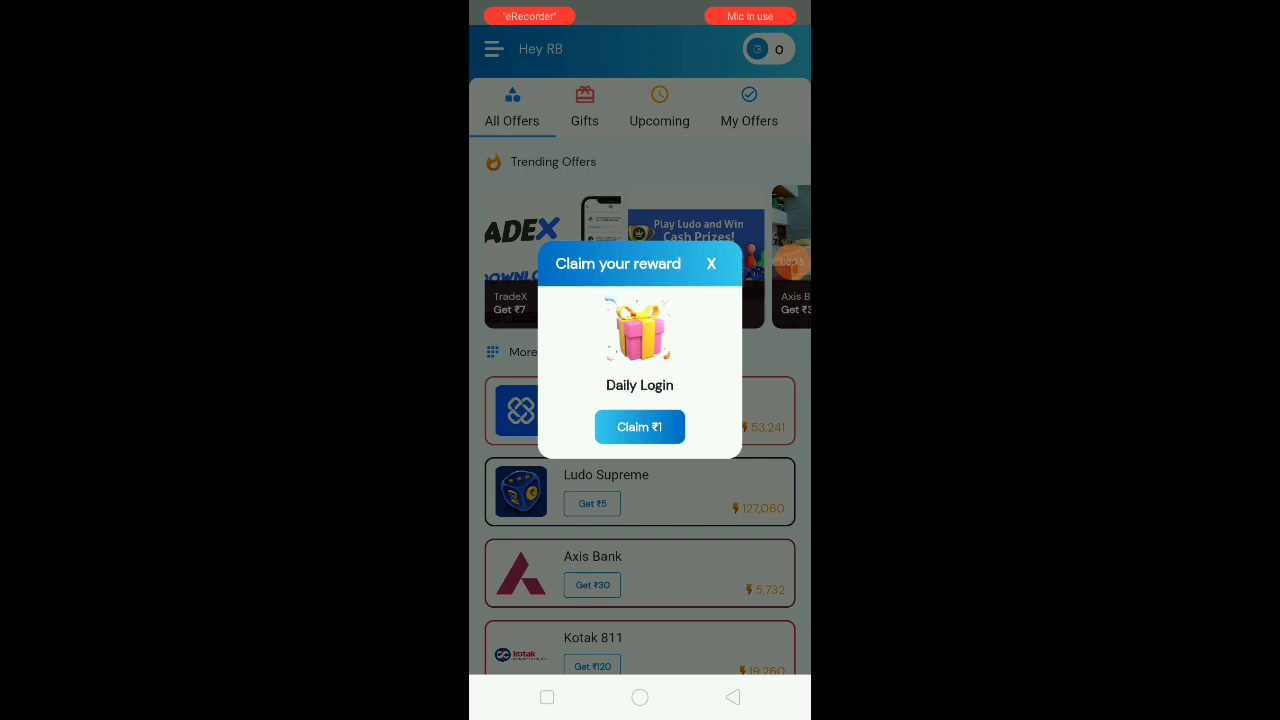 "eRecorder"
Mic in use
Hey RB
0
All Offers
Gifts
Upcoming
My Offers
Trending Offers
ADEX
Play Ludo and Win
Cash Prizes!
TradeX
Get ₹7
Axis B
Claim your reward
X
Daily Login
Claim ₹1
More
53,241
Ludo Supreme
Get ₹5
127,060
Axis Bank
Get ₹30
5,732
Kotak 811
kotak
Get ₹120
19,260